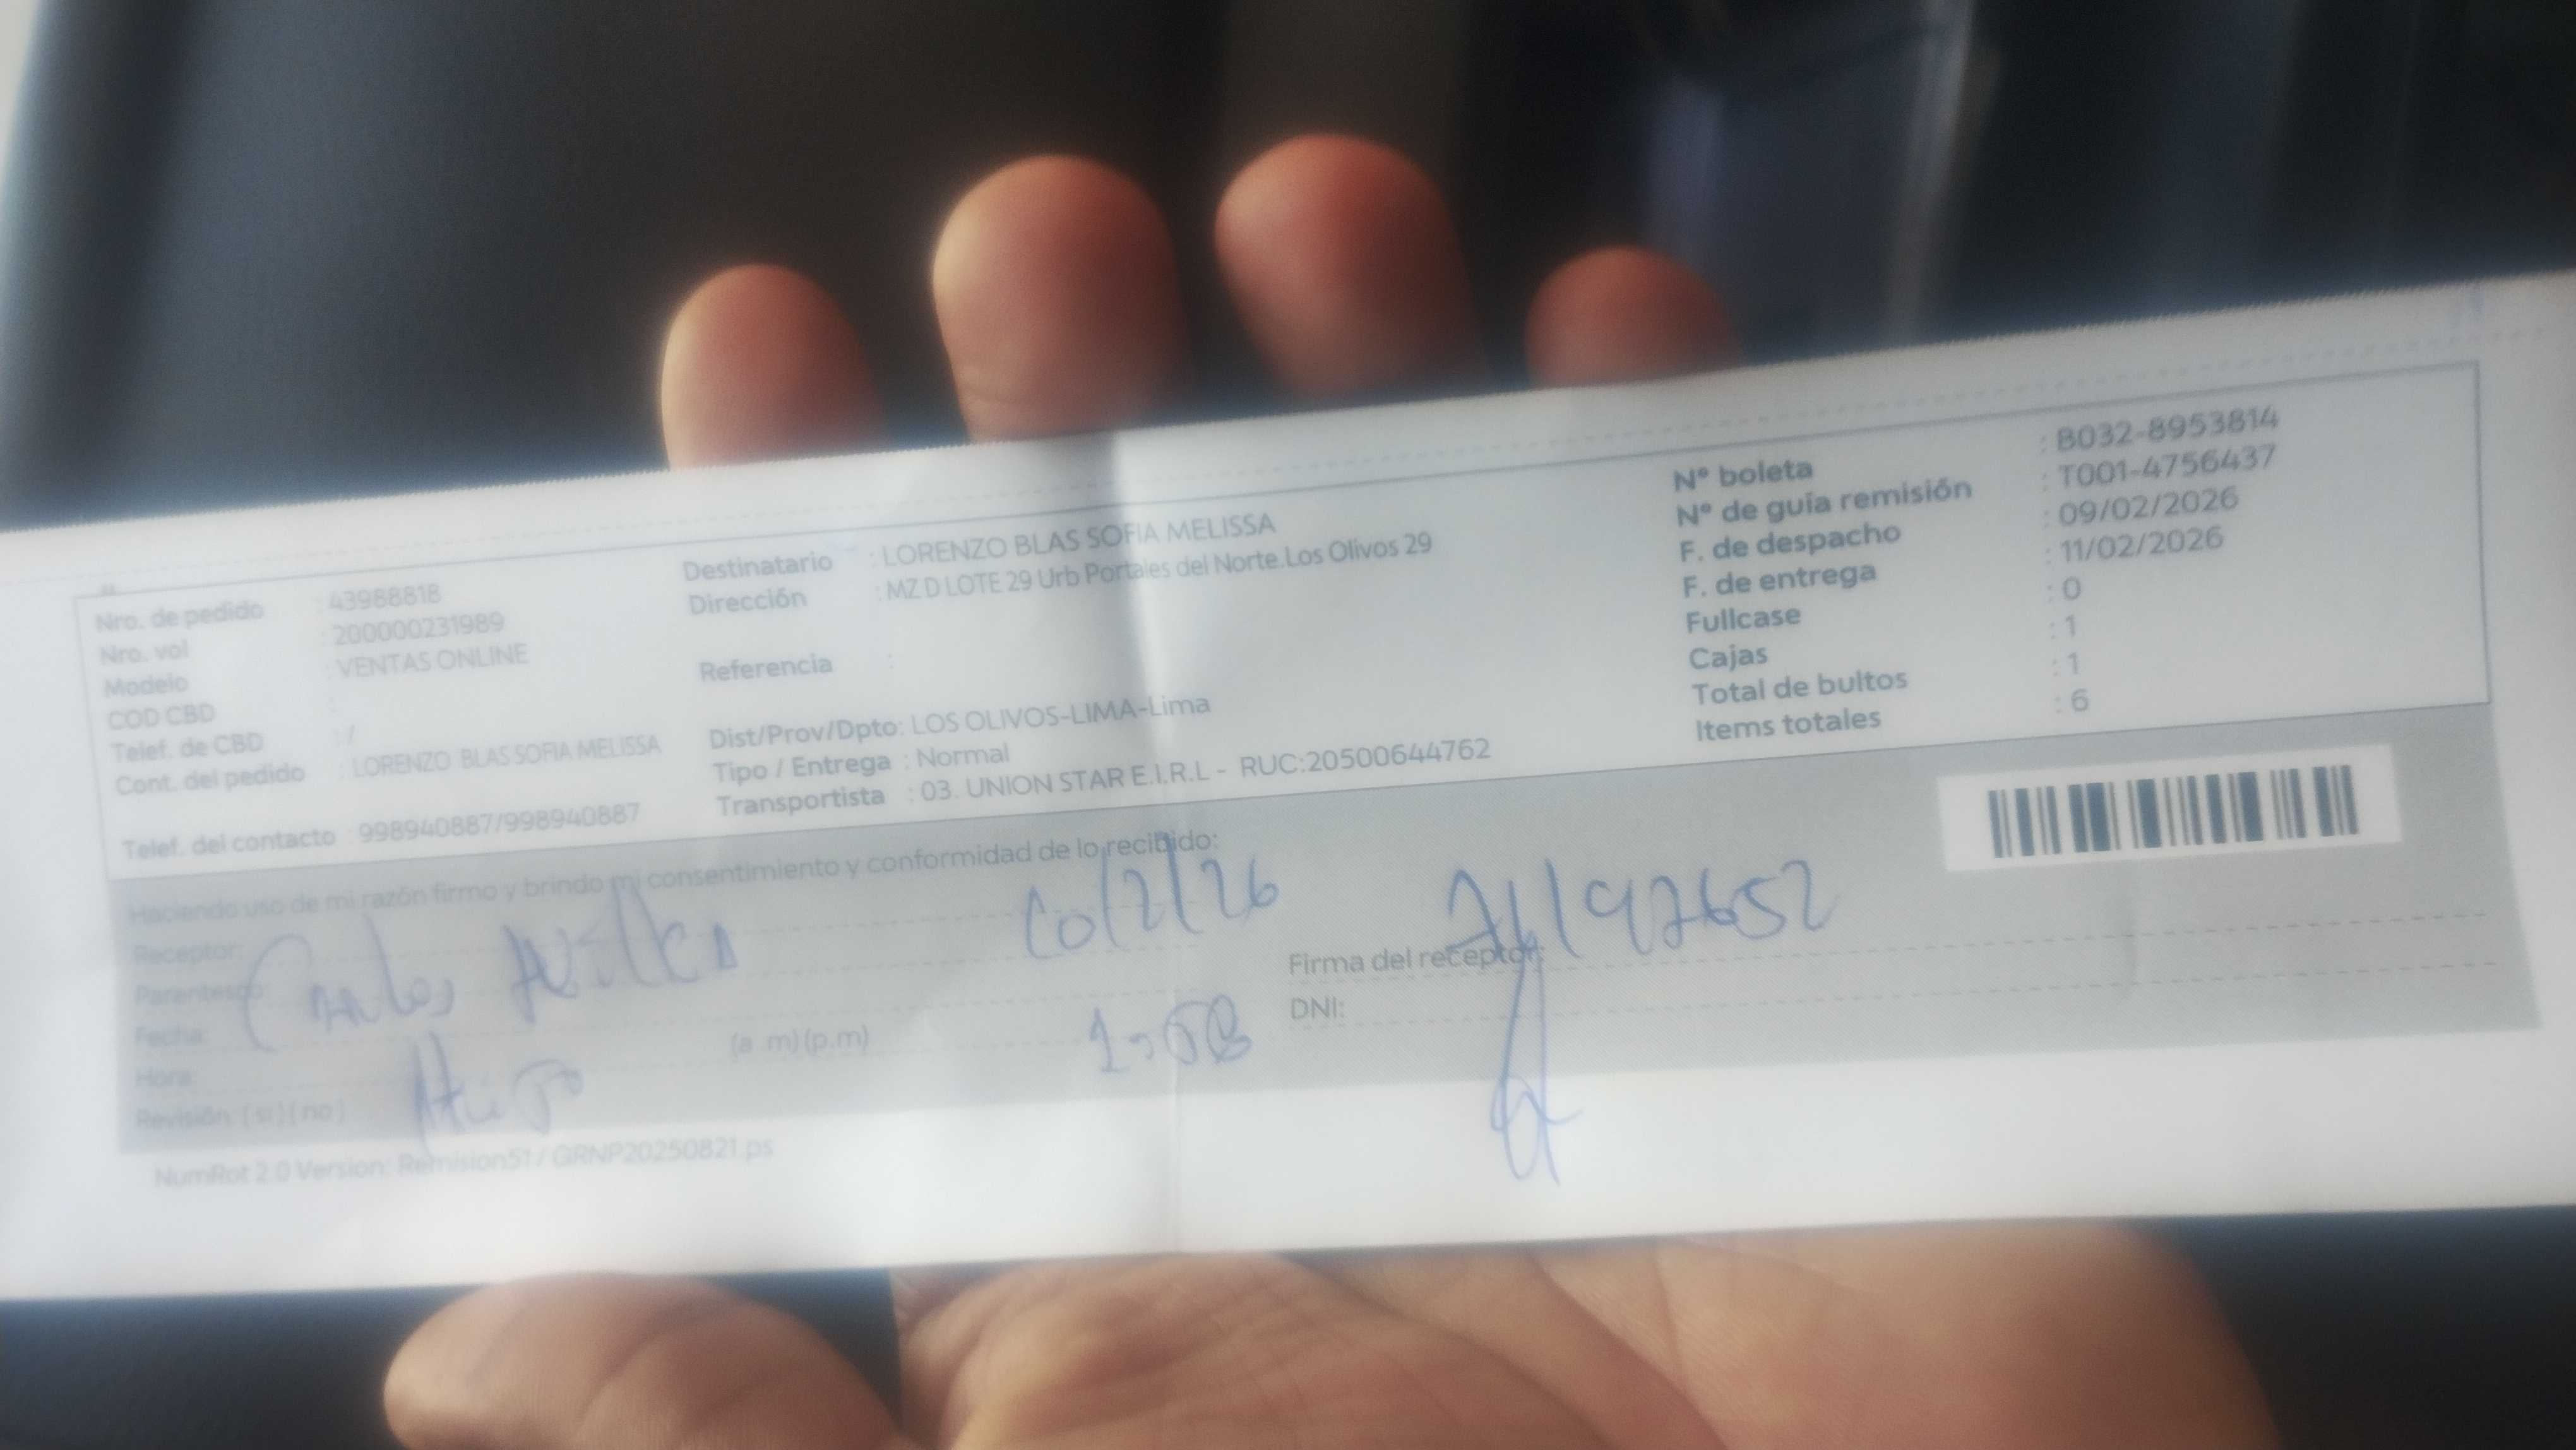 Nro. de pedido : 43988818
Nro. vol : 200000231989
Modelo : VENTAS ONLINE
COD CBD :
Telef. de CBD : /
Cont. del pedido : LORENZO BLAS SOFIA MELISSA
Telef. del contacto : 998940887/998940887
Destinatario : LORENZO BLAS SOFIA MELISSA
Dirección : MZ D LOTE 29 Urb Portales del Norte.Los Olivos 29
Referencia :
Dist/Prov/Dpto: LOS OLIVOS-LIMA-Lima
Tipo / Entrega : Normal
Transportista : 03. UNION STAR E.I.R.L - RUC:20500644762
N° boleta : B032-8953814
N° de guía remisión : T001-4756437
F. de despacho : 09/02/2026
F. de entrega : 11/02/2026
Fullcase : 0
Cajas : 1
Total de bultos : 1
Items totales : 6
Haciendo uso de mi razón firmo y brindo mi consentimiento y conformidad de lo recibido:
Receptor:
Parentesco:
Carlos
Fecha:
Hora: (a m) (p.m)
Revisión: (si) (no)
Firma del receptor:
DNI:
NumRot 2.0 Version: Remision51 / GRNP20250821.ps